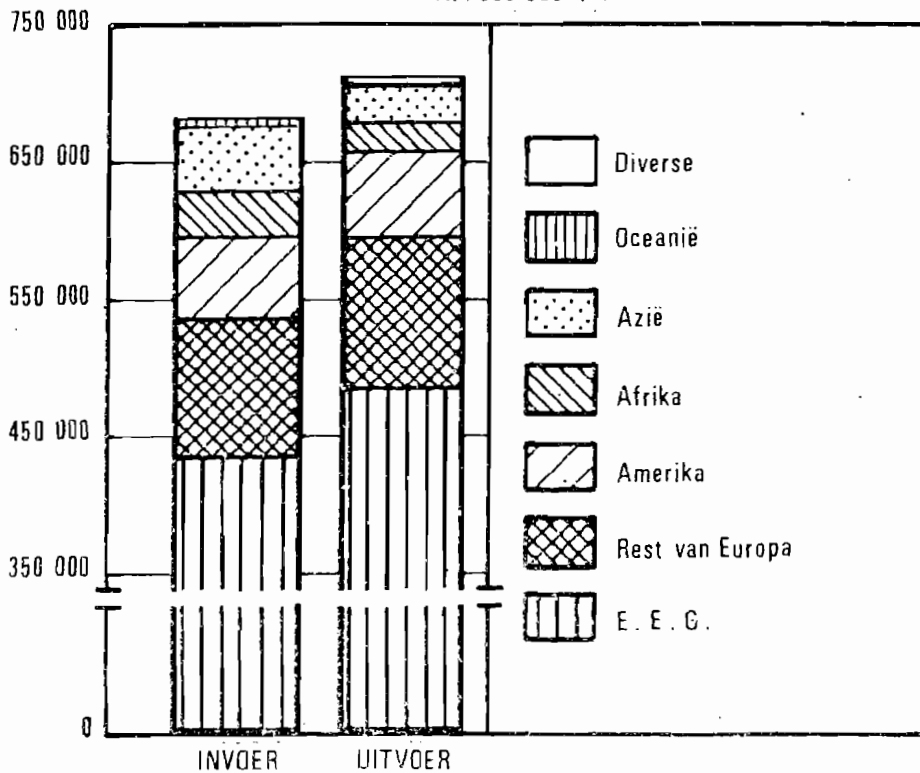 750 000
650 000
550 000
450 000
350 000
0
INVOER
UITVOER
Diverse
Oceanië
Azië
Afrika
Amerika
Rest van Europa
E. E. G.